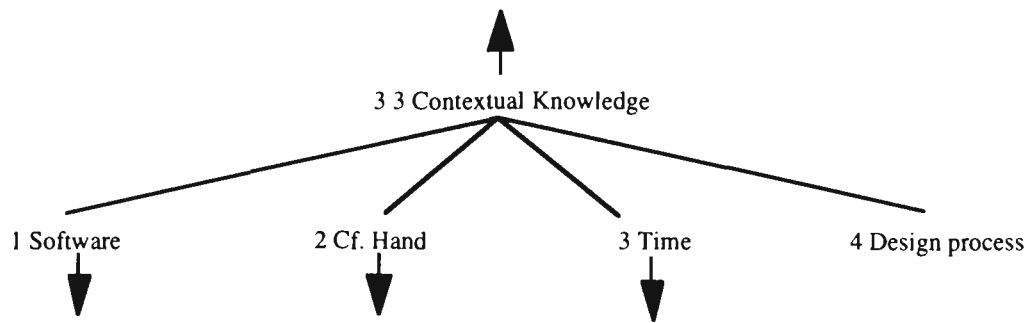 3 3 Contextual Knowledge
1 Software
2 Cf. Hand
3 Time
4 Design process